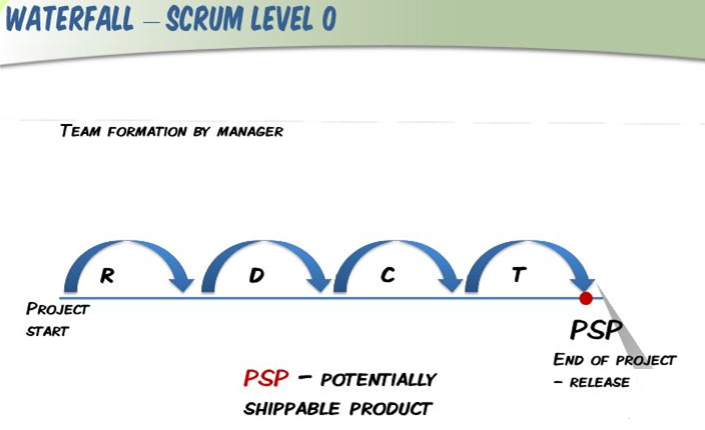 WATERFALL – SCRUM LEVEL 0
TEAM FORMATION BY MANAGER
R D C T
PROJECT
START
PSP
END OF PROJECT
– RELEASE
PSP – POTENTIALLY
SHIPPABLE PRODUCT